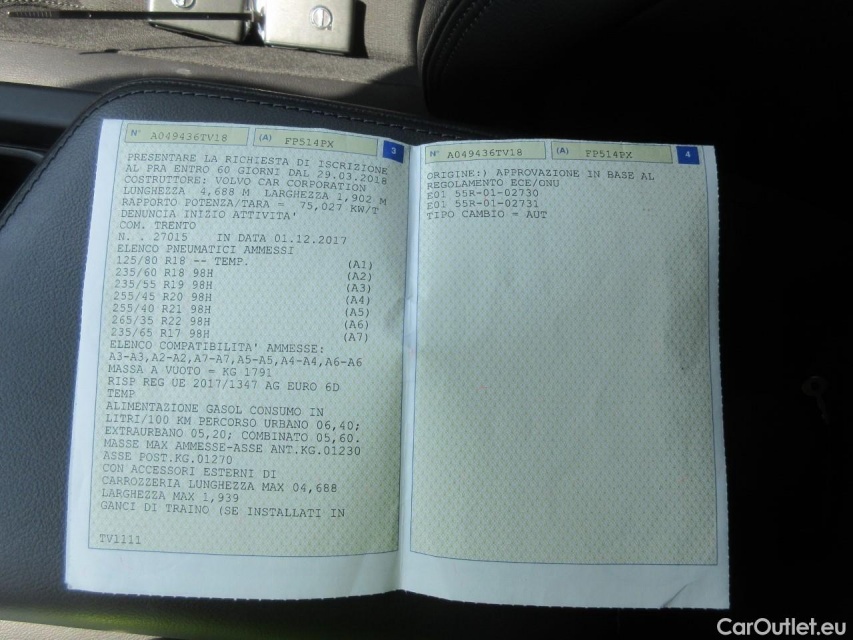 N° A049436TV18 (A) FP514PX 3
PRESENTARE LA RICHIESTA DI ISCRIZIONE
AL PRA ENTRO 60 GIORNI DAL 29.03.2018
COSTRUTTORE: VOLVO CAR CORPORATION
LUNGHEZZA 4,688 M LARGHEZZA 1,902 M
RAPPORTO POTENZA/TARA = 75,027 KW/T
DENUNCIA INIZIO ATTIVITA'
COM. TRENTO
N. . 27015 IN DATA 01.12.2017
ELENCO PNEUMATICI AMMESSI
125/80 R18 -- TEMP. (A1)
235/60 R18 98H (A2)
235/55 R19 98H (A3)
255/45 R20 98H (A4)
255/40 R21 98H (A5)
265/35 R22 98H (A6)
235/65 R17 98H (A7)
ELENCO COMPATIBILITA' AMMESSE:
A3-A3,A2-A2,A7-A7,A5-A5,A4-A4,A6-A6
MASSA A VUOTO = KG 1791
RISP REG UE 2017/1347 AG EURO 6D
TEMP
ALIMENTAZIONE GASOL CONSUMO IN
LITRI/100 KM PERCORSO URBANO 06,40;
EXTRAURBANO 05,20; COMBINATO 05,60.
MASSE MAX AMMESSE-ASSE ANT.KG.01230
ASSE POST.KG.01270
CON ACCESSORI ESTERNI DI
CARROZZERIA LUNGHEZZA MAX 04,688
LARGHEZZA MAX 1,939
GANCI DI TRAINO (SE INSTALLATI IN
TV1111
N° A049436TV18 (A) FP514PX 4
ORIGINE:) APPROVAZIONE IN BASE AL
REGOLAMENTO ECE/ONU
E01 55R-01-02730
E01 55R-01-02731
TIPO CAMBIO = AUT
CarOutlet.eu